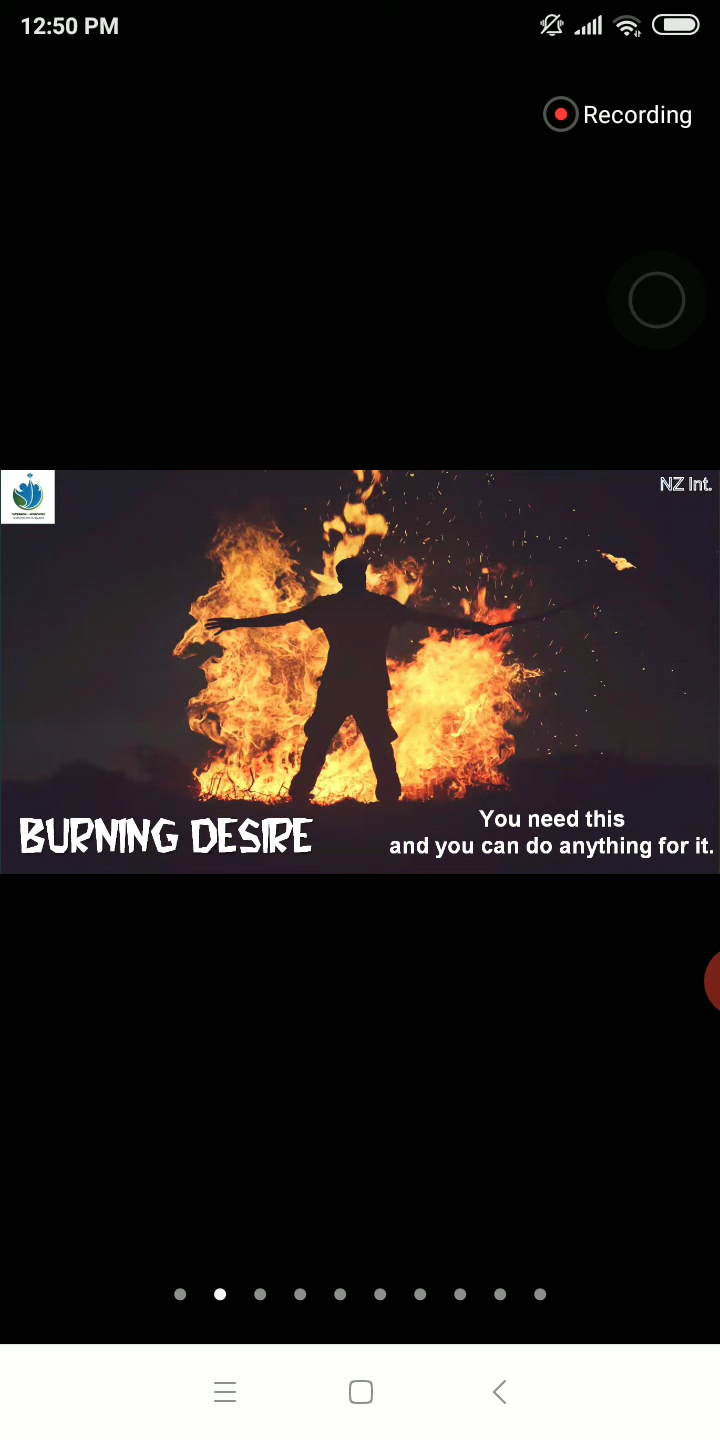 12:50 PM
Recording
NZ Int.
BURNING DESIRE
You need this
and you can do anything for it.